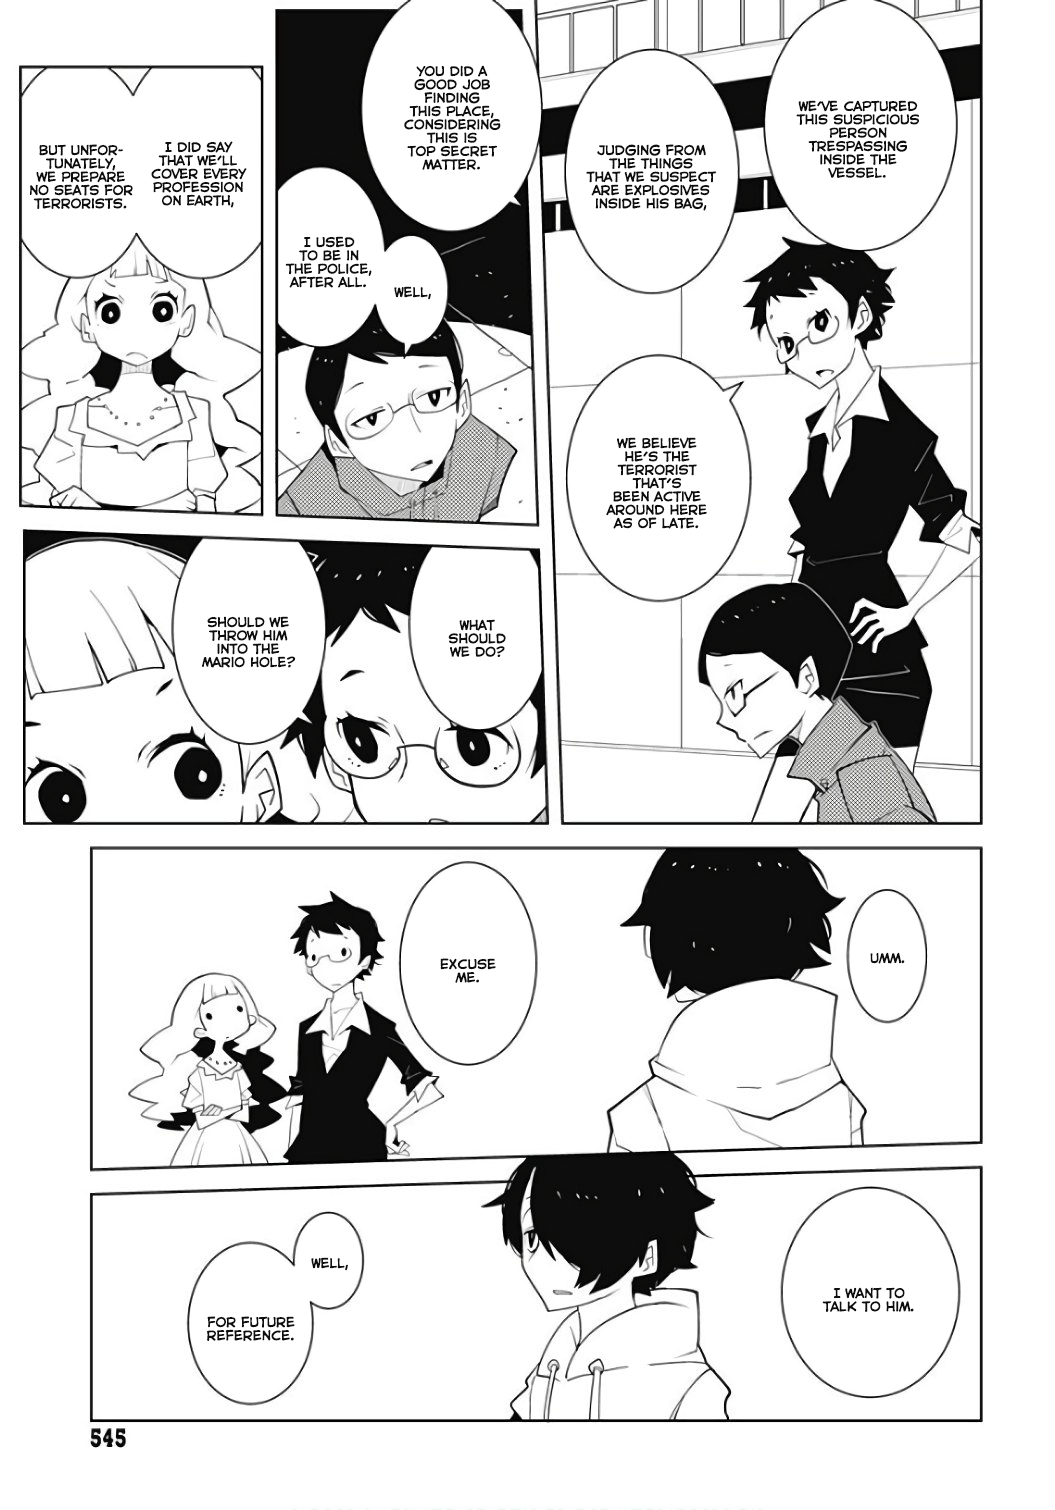 WE'VE CAPTURED
THIS SUSPICIOUS
PERSON
TRESPASSING
INSIDE THE
VESSEL.
JUDGING FROM
THE THINGS
THAT WE SUSPECT
ARE EXPLOSIVES
INSIDE HIS BAG,
WE BELIEVE
HE'S THE
TERRORIST
THAT'S
BEEN ACTIVE
AROUND HERE
AS OF LATE.
YOU DID A
GOOD JOB
FINDING
THIS PLACE,
CONSIDERING
THIS IS
TOP SECRET
MATTER.
WELL,
I USED
TO BE IN
THE POLICE,
AFTER ALL.
I DID SAY
THAT WE'LL
COVER EVERY
PROFESSION
ON EARTH,
BUT UNFOR-
TUNATELY,
WE PREPARE
NO SEATS FOR
TERRORISTS.
WHAT
SHOULD
WE DO?
SHOULD WE
THROW HIM
INTO THE
MARIO HOLE?
UMM.
EXCUSE
ME.
I WANT TO
TALK TO HIM.
WELL,
FOR FUTURE
REFERENCE.
545